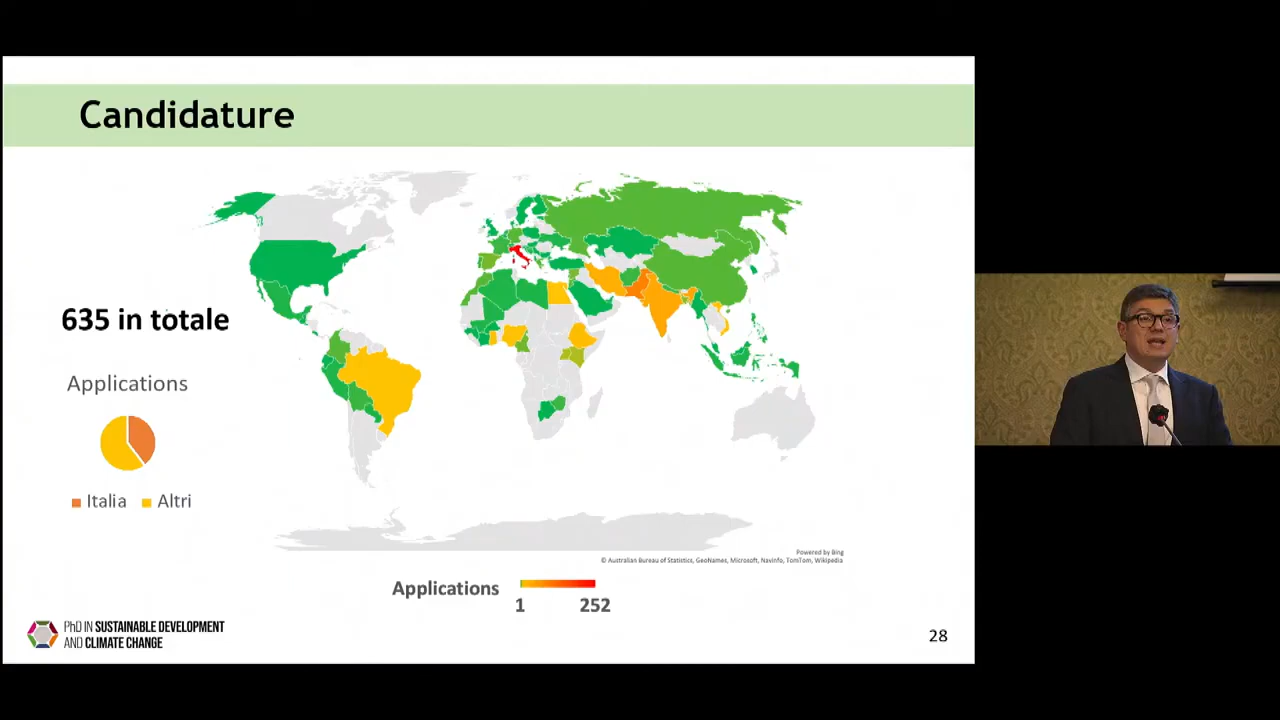 Candidature
635 in totale
Applications
Italia Altri
Powered by Bing
© Australian Bureau of Statistics, GeoNames, Microsoft, Navinfo, TomTom, Wikipedia
Applications
1 252
PhD IN SUSTAINABLE DEVELOPMENT
AND CLIMATE CHANGE
28